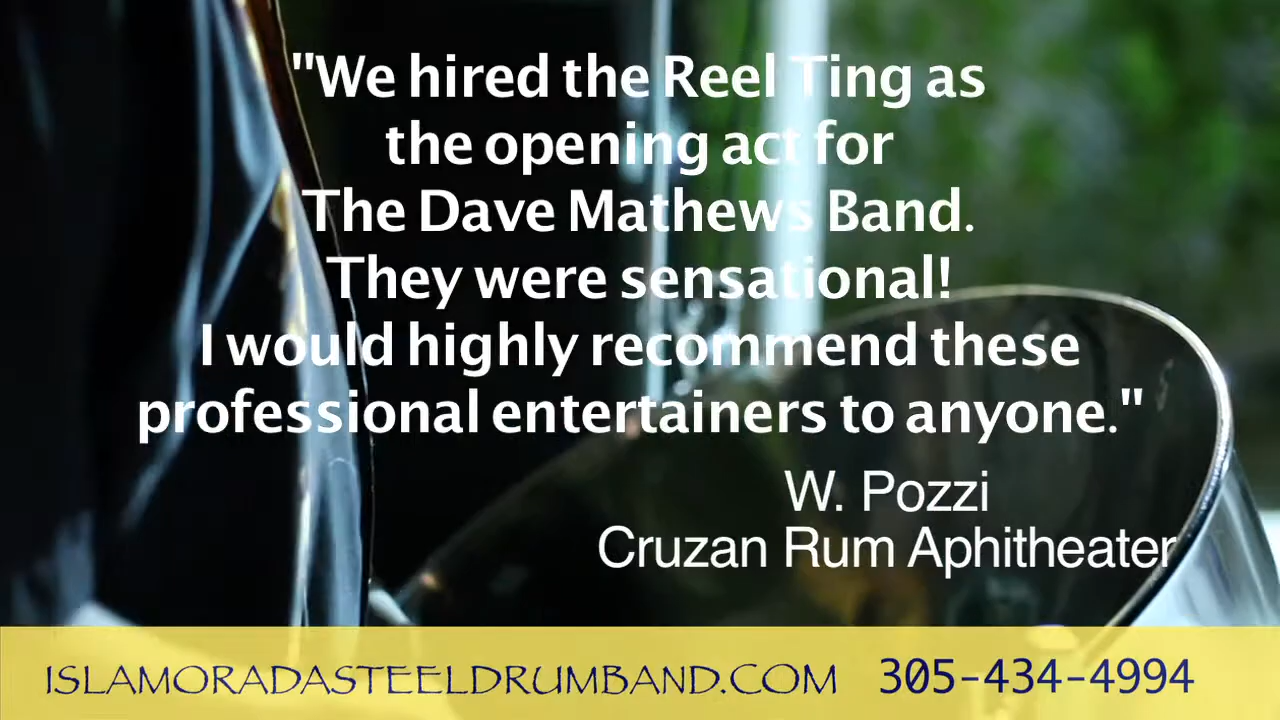 "We hired the Reel Ting as
the opening act for
The Dave Mathews Band.
They were sensational!
I would highly recommend these
professional entertainers to anyone."
W. Pozzi
Cruzan Rum Aphitheater
ISLAMORADASTEELDRUMBAND.COM 305-434-4994